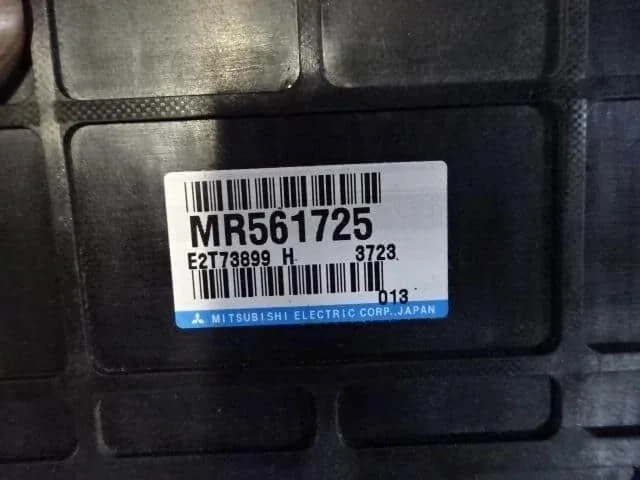 MR561725
E2T73899 H 3723
013
MITSUBISHI ELECTRIC CORP., JAPAN